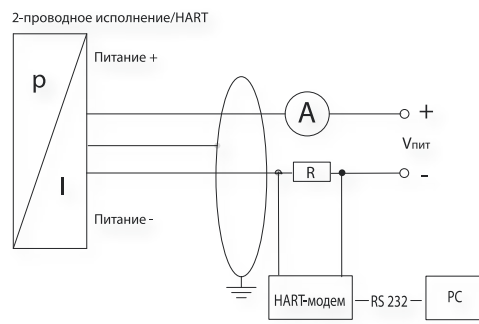 2-проводное исполнение/HART
Питание +
p
A
+
Vпит
I
R
-
Питание -
HART-модем
RS 232
PC